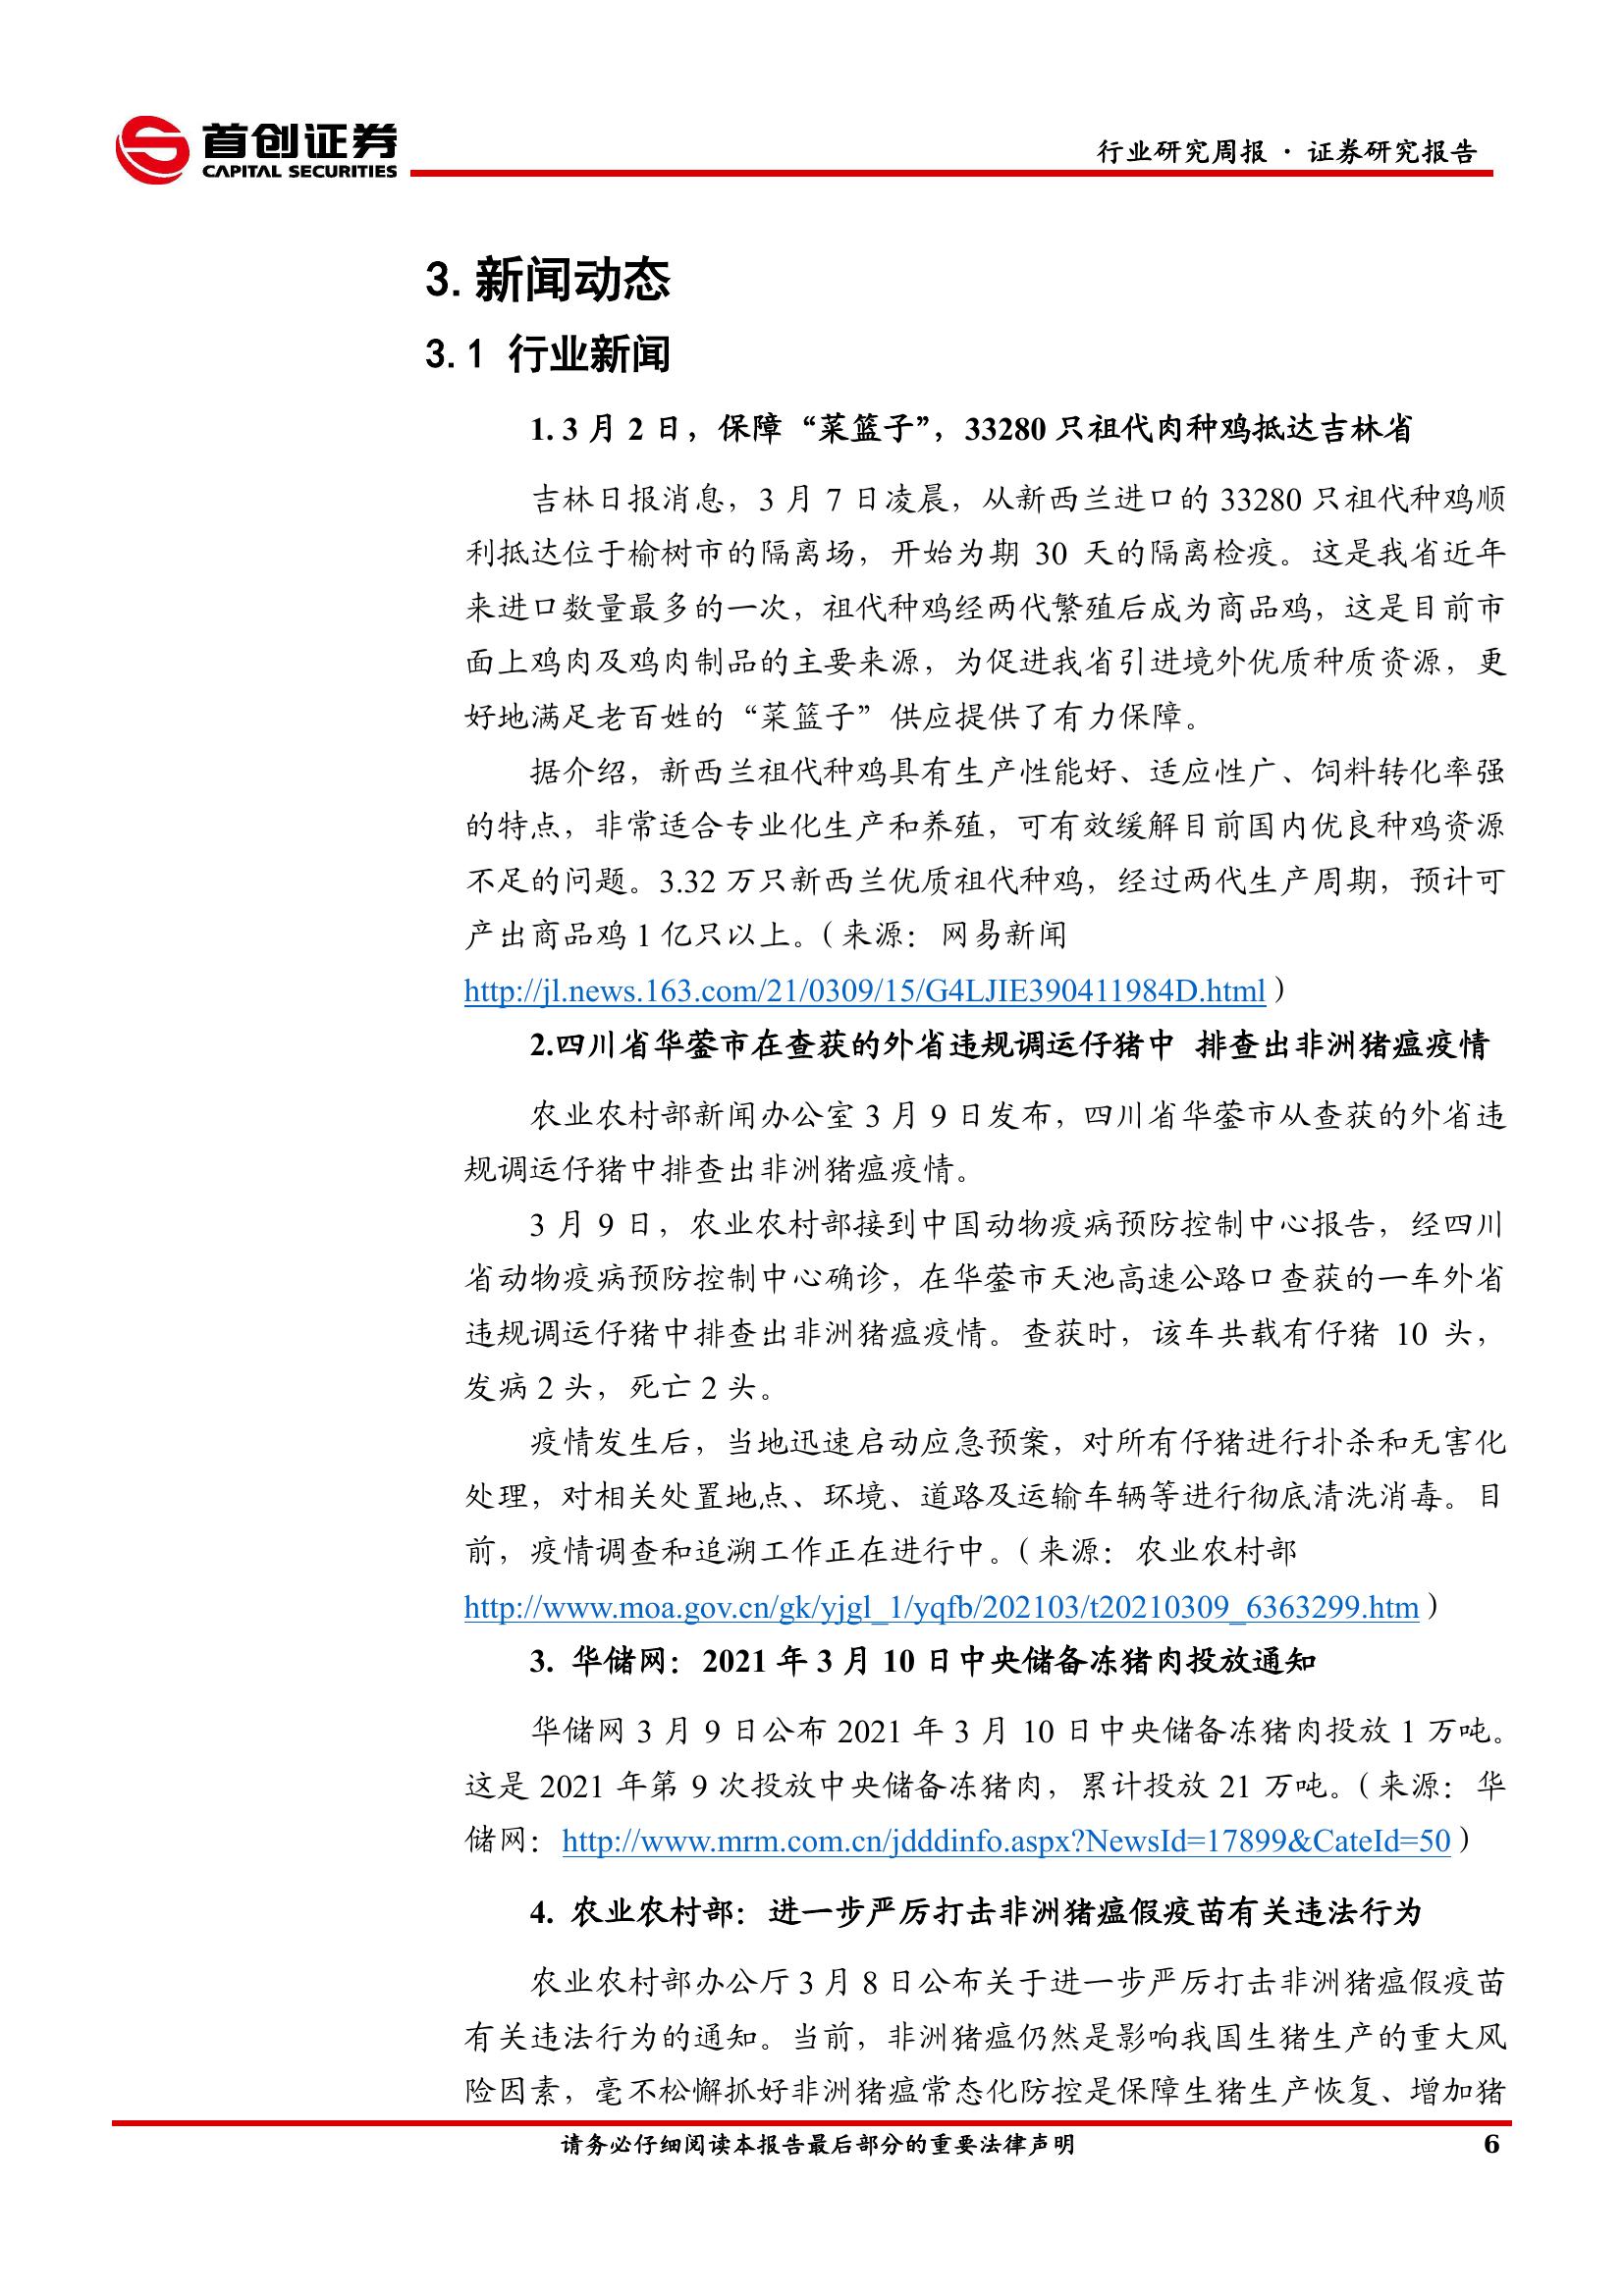 首创证券
CAPITAL SECURITIES
行业研究周报 · 证券研究报告
3.新闻动态
3.1 行业新闻
1. 3 月 2 日，保障“菜篮子”，33280 只祖代肉种鸡抵达吉林省
吉林日报消息，3 月 7 日凌晨，从新西兰进口的 33280 只祖代种鸡顺
利抵达位于榆树市的隔离场，开始为期 30 天的隔离检疫。这是我省近年
来进口数量最多的一次，祖代种鸡经两代繁殖后成为商品鸡，这是目前市
面上鸡肉及鸡肉制品的主要来源，为促进我省引进境外优质种质资源，更
好地满足老百姓的“菜篮子”供应提供了有力保障。
据介绍，新西兰祖代种鸡具有生产性能好、适应性广、饲料转化率强
的特点，非常适合专业化生产和养殖，可有效缓解目前国内优良种鸡资源
不足的问题。3.32 万只新西兰优质祖代种鸡，经过两代生产周期，预计可
产出商品鸡 1 亿只以上。（来源：网易新闻
http://jl.news.163.com/21/0309/15/G4LJIE390411984D.html）
2.四川省华蓥市在查获的外省违规调运仔猪中 排查出非洲猪瘟疫情
农业农村部新闻办公室 3 月 9 日发布，四川省华蓥市从查获的外省违
规调运仔猪中排查出非洲猪瘟疫情。
3 月 9 日，农业农村部接到中国动物疫病预防控制中心报告，经四川
省动物疫病预防控制中心确诊，在华蓥市天池高速公路口查获的一车外省
违规调运仔猪中排查出非洲猪瘟疫情。查获时，该车共载有仔猪 10 头，
发病 2 头，死亡 2 头。
疫情发生后，当地迅速启动应急预案，对所有仔猪进行扑杀和无害化
处理，对相关处置地点、环境、道路及运输车辆等进行彻底清洗消毒。目
前，疫情调查和追溯工作正在进行中。（来源：农业农村部
http://www.moa.gov.cn/gk/yjgl_1/yqfb/202103/t20210309_6363299.htm）
3. 华储网：2021 年 3 月 10 日中央储备冻猪肉投放通知
华储网 3 月 9 日公布 2021 年 3 月 10 日中央储备冻猪肉投放 1 万吨。
这是 2021 年第 9 次投放中央储备冻猪肉，累计投放 21 万吨。（来源：华
储网：http://www.mrm.com.cn/jdddinfo.aspx?NewsId=17899&CateId=50）
4. 农业农村部：进一步严厉打击非洲猪瘟假疫苗有关违法行为
农业农村部办公厅 3 月 8 日公布关于进一步严厉打击非洲猪瘟假疫苗
有关违法行为的通知。当前，非洲猪瘟仍然是影响我国生猪生产的重大风
险因素，毫不松懈抓好非洲猪瘟常态化防控是保障生猪生产恢复、增加猪
请务必仔细阅读本报告最后部分的重要法律声明
6